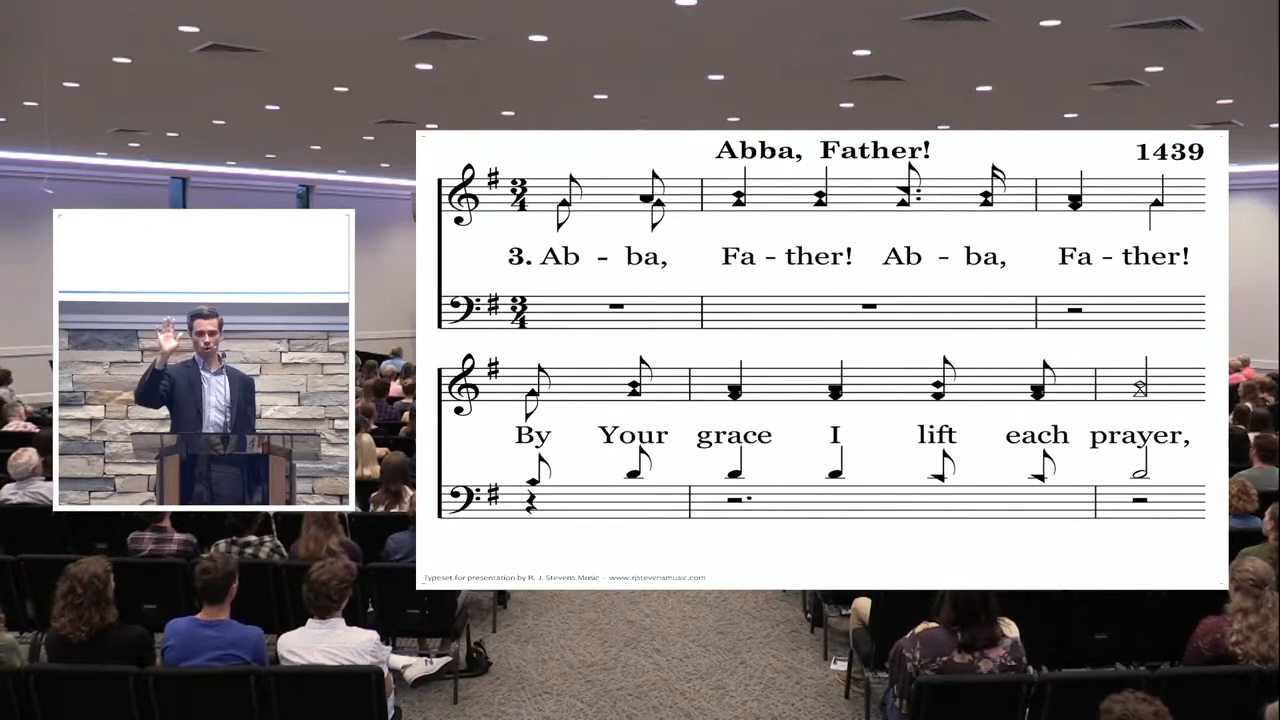 Abba, Father! 1439
3. Ab - ba, Fa - ther! Ab - ba, Fa - ther!
By Your grace I lift each prayer,
Typeset for presentation by R. J. Stevens Music - www.rjstevensmusic.com